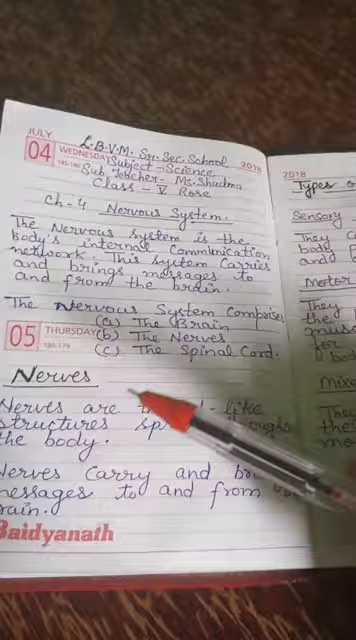 JULY
04
WEDNESDAY
2018
L.B.V.M. Sr. Sec. School
Subject - Science
Sub Teacher - Ms. Sharma
Class - V Rose
Ch-4 Nervous System.
The Nervous System is the
body's internal communication
network. This system carries
and brings messages to
and from the brain.
The Nervous System Comprises
05
THURSDAY
(a) The Brain
(b) The Nerves
(c) The Spinal Cord.
Nerves
Nerves are like
structures
the body.
Nerves Carry and
messages to and from
Baidyanath
2018
Types
Sensory
They
body
and
Motor
They
the
for
They